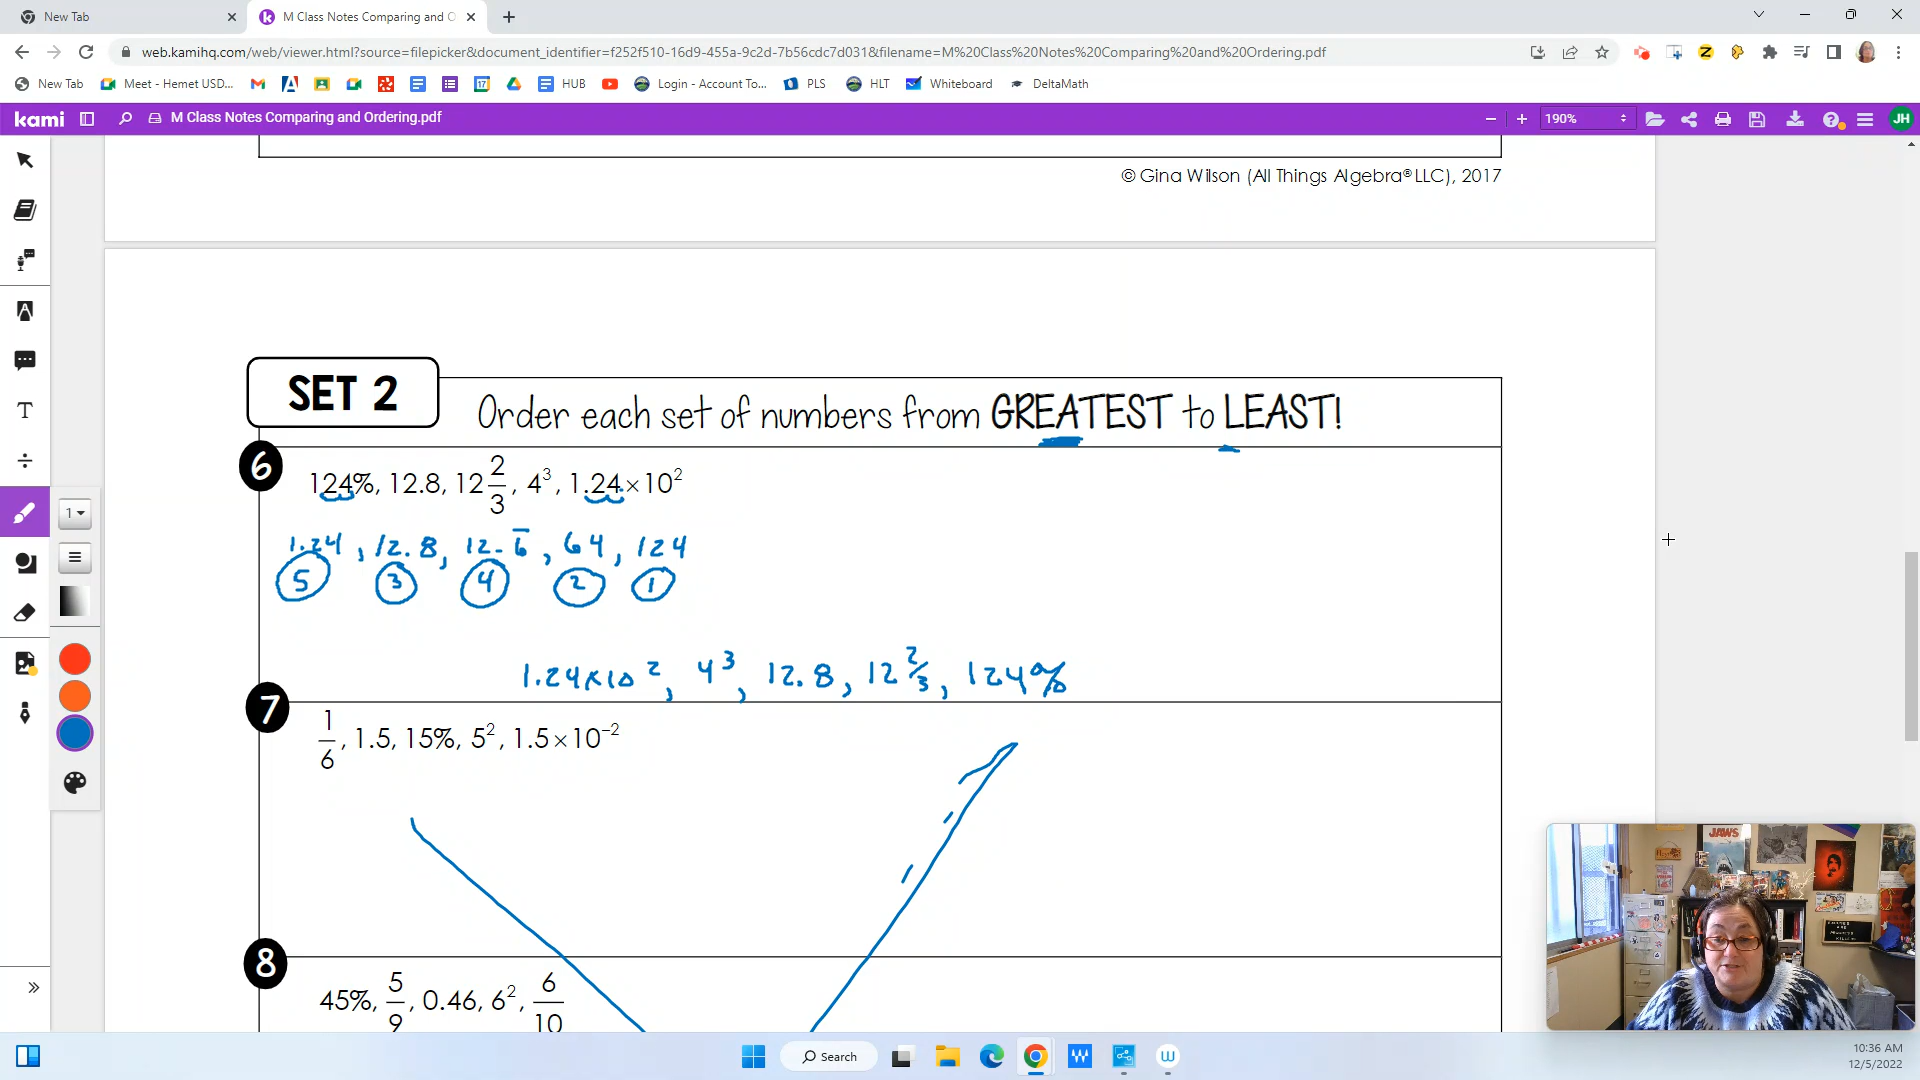 New Tab
M Class Notes Comparing and O
web.kamihq.com/web/viewer.html?source=filepicker&document_identifier=f252f510-16d9-455a-9c2d-7b56cdc7d031&filename=M%20Class%20Notes%20Comparing%20and%20Ordering.pdf
New Tab Meet - Hemet USD... HUB Login - Account To... PLS HLT Whiteboard DeltaMath
kami M Class Notes Comparing and Ordering.pdf 190% JH
© Gina Wilson (All Things Algebra® LLC), 2017
SET 2
Order each set of numbers from GREATEST to LEAST!
6
124%, 12.8, 12 2/3, 4³, 1.24×10²
1.24, 12.8, 12.6̅, 64, 124
5 3 4 2 1
1.24×10², 4³, 12.8, 12 2/3, 124%
7
1/6, 1.5, 15%, 5², 1.5×10⁻²
8
45%, 5/9, 0.46, 6², 6/10
1
JAWS
Search
10:36 AM
12/5/2022